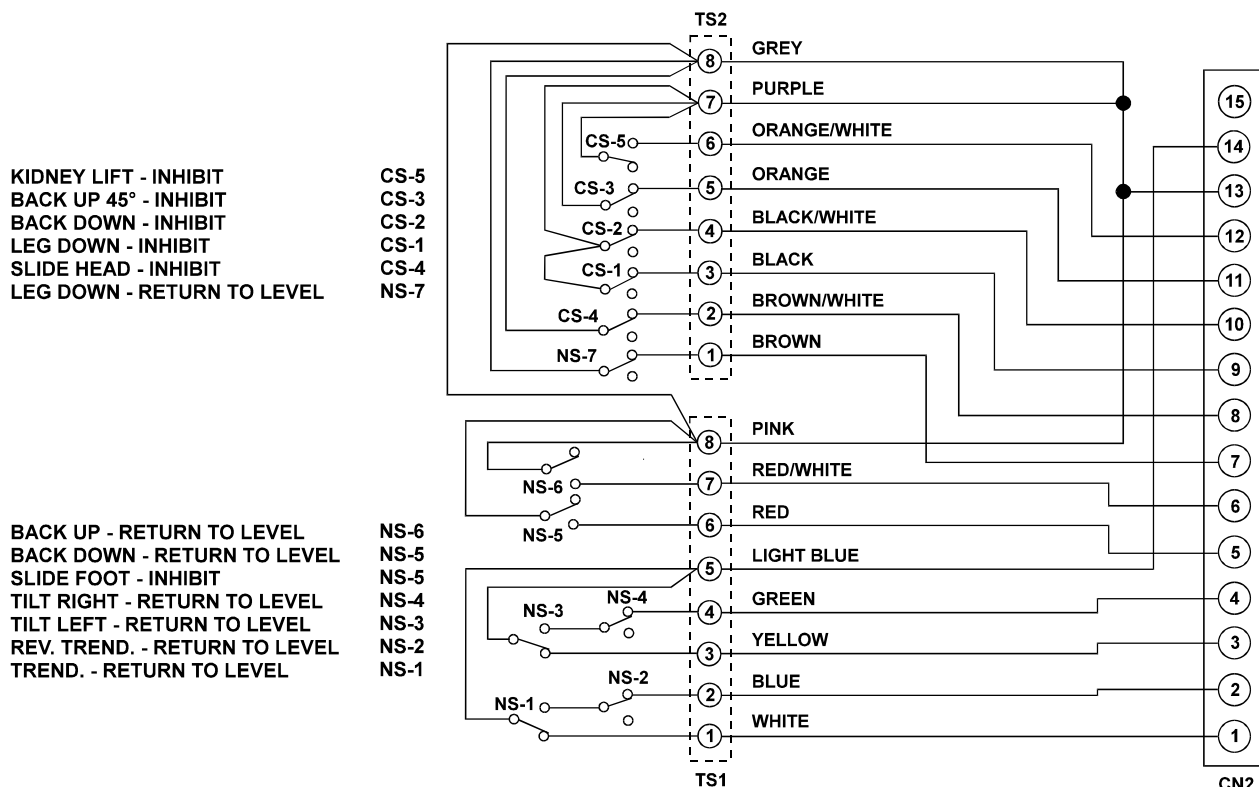 TS2
8 GREY
7 PURPLE
CS-5 6 ORANGE/WHITE
CS-3 5 ORANGE
CS-2 4 BLACK/WHITE
CS-1 3 BLACK
CS-4 2 BROWN/WHITE
NS-7 1 BROWN
KIDNEY LIFT - INHIBIT CS-5
BACK UP 45° - INHIBIT CS-3
BACK DOWN - INHIBIT CS-2
LEG DOWN - INHIBIT CS-1
SLIDE HEAD - INHIBIT CS-4
LEG DOWN - RETURN TO LEVEL NS-7
8 PINK
NS-6 7 RED/WHITE
NS-5 6 RED
5 LIGHT BLUE
NS-3 NS-4 4 GREEN
3 YELLOW
NS-2 2 BLUE
NS-1 1 WHITE
TS1
BACK UP - RETURN TO LEVEL NS-6
BACK DOWN - RETURN TO LEVEL NS-5
SLIDE FOOT - INHIBIT NS-5
TILT RIGHT - RETURN TO LEVEL NS-4
TILT LEFT - RETURN TO LEVEL NS-3
REV. TREND. - RETURN TO LEVEL NS-2
TREND. - RETURN TO LEVEL NS-1
15
14
13
12
11
10
9
8
7
6
5
4
3
2
1
CN2